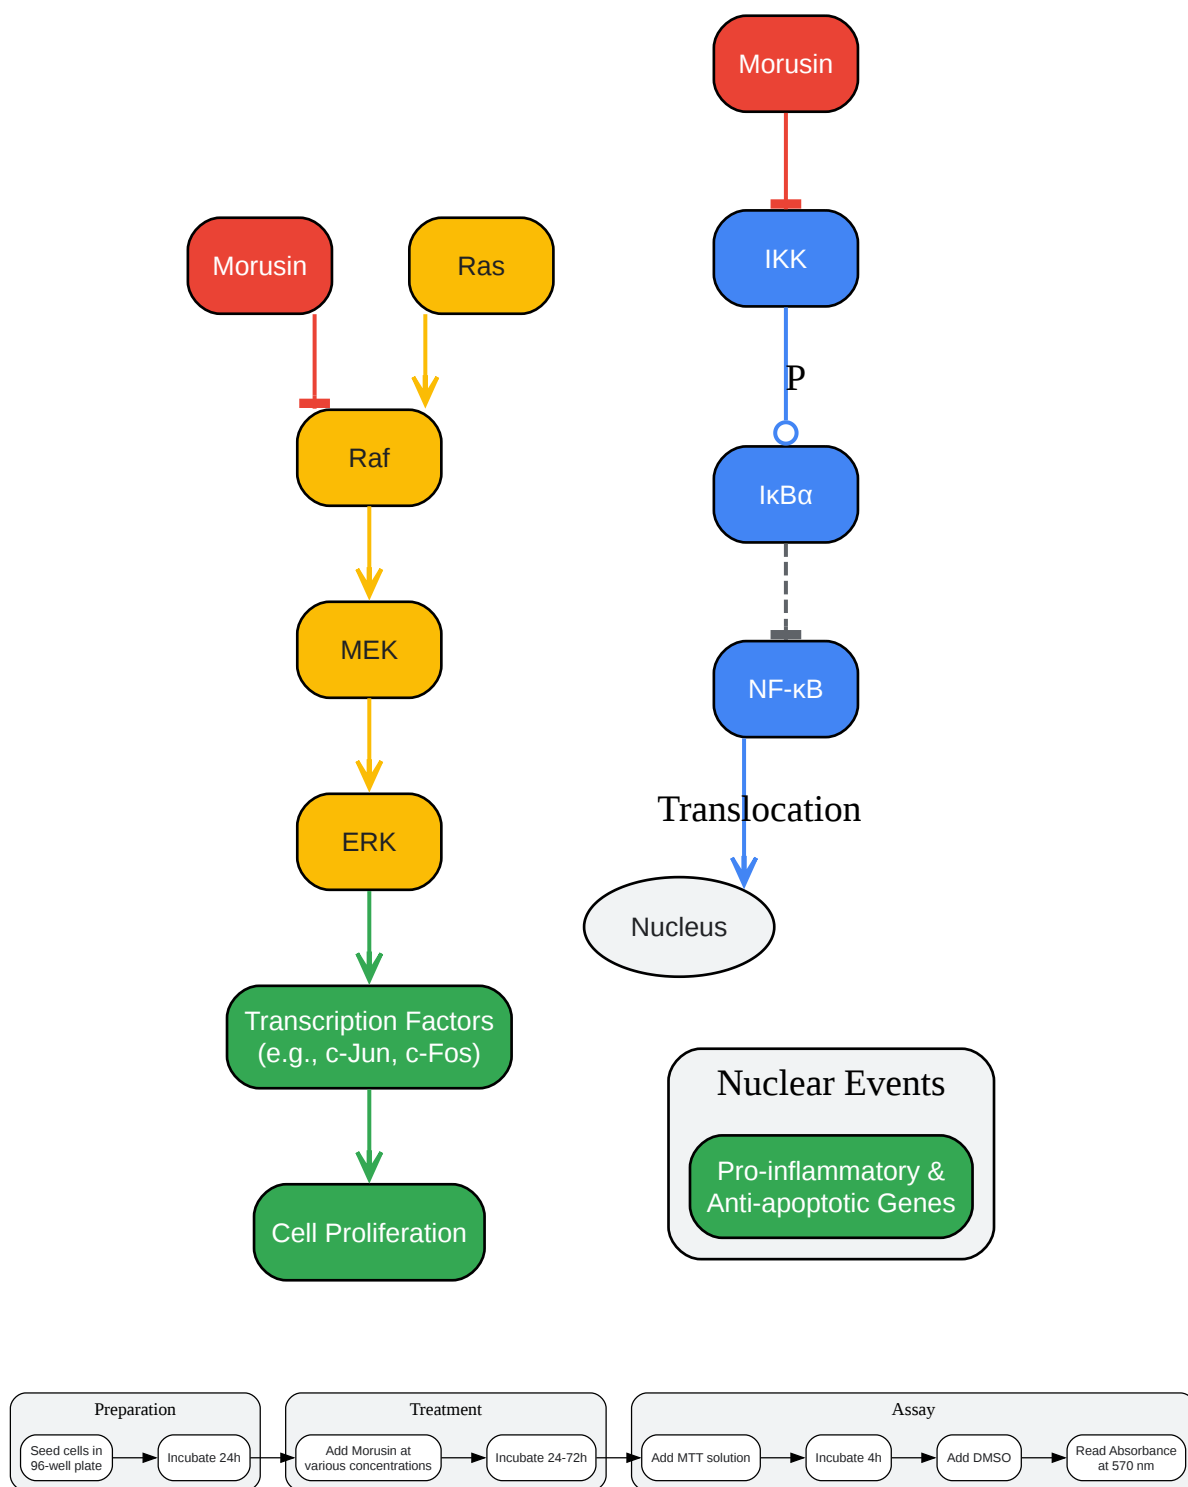 Morusin
Ras
Raf
MEK
ERK
Transcription Factors
(e.g., c-Jun, c-Fos)
Cell Proliferation
Morusin
IKK
P
IκBα
NF-κB
Translocation
Nucleus
Nuclear Events
Pro-inflammatory &
Anti-apoptotic Genes
Preparation
Seed cells in
96-well plate
Incubate 24h
Treatment
Add Morusin at
various concentrations
Incubate 24-72h
Assay
Add MTT solution
Incubate 4h
Add DMSO
Read Absorbance
at 570 nm